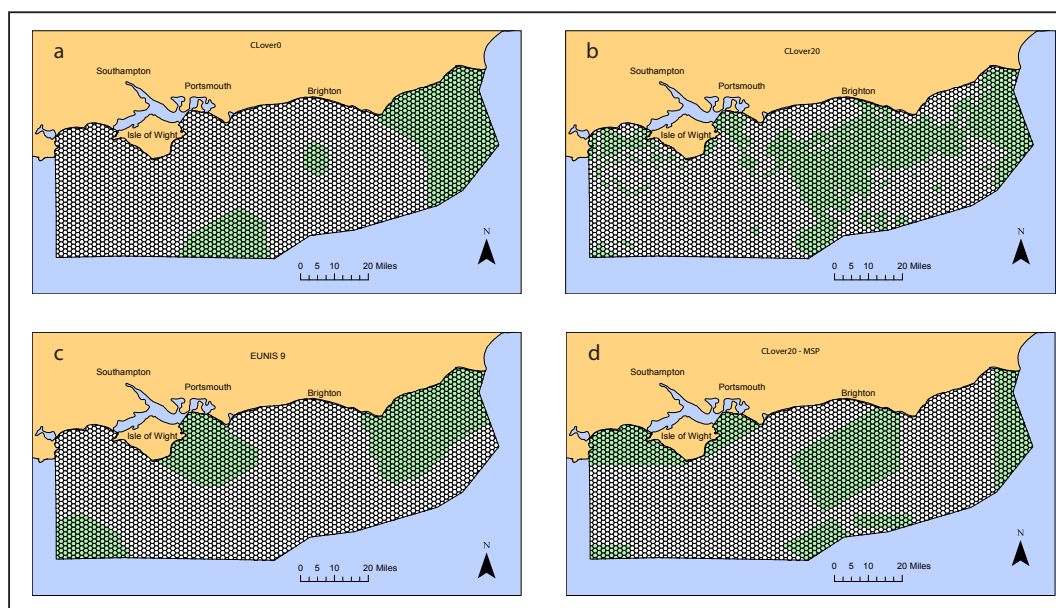 a
CLover0
Southampton
Portsmouth
Brighton
Isle of Wight
N
0 5 10 20 Miles
b
CLover20
Southampton
Portsmouth
Brighton
Isle of Wight
N
0 5 10 20 Miles
c
EUNIS 9
Southampton
Portsmouth
Brighton
Isle of Wight
N
0 5 10 20 Miles
d
CLover20 - MSP
Southampton
Portsmouth
Brighton
Isle of Wight
N
0 5 10 20 Miles